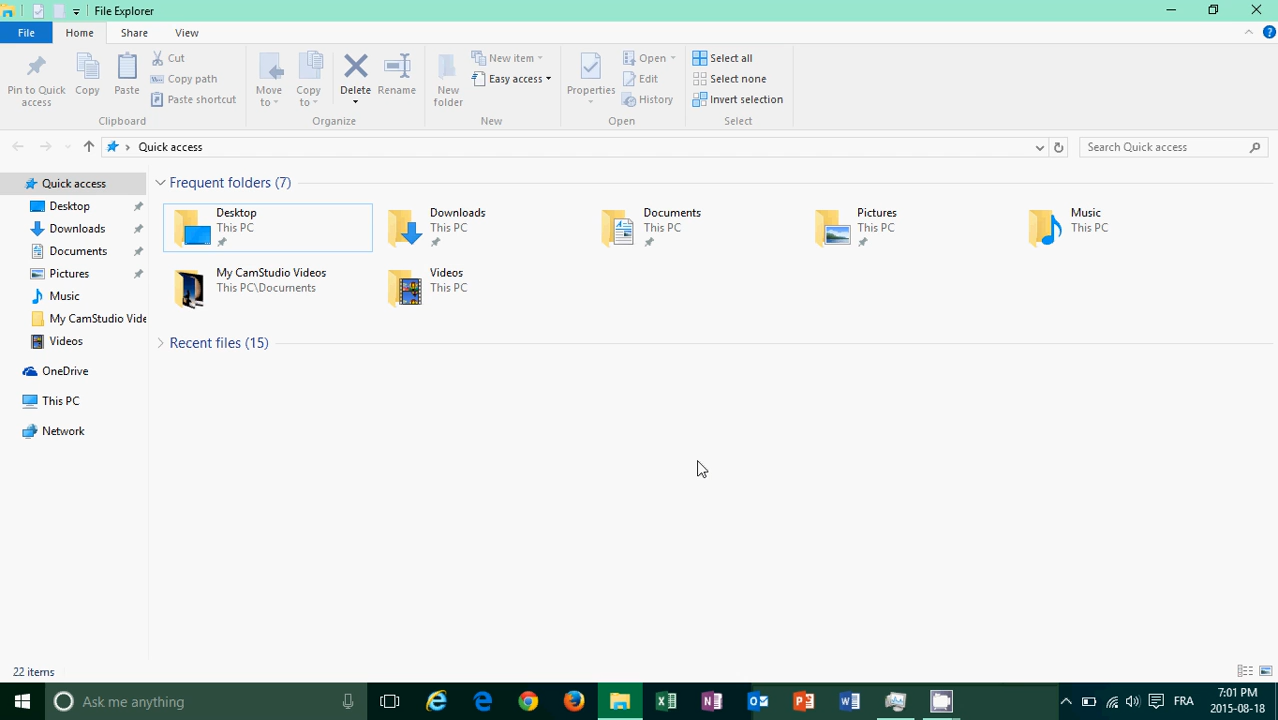 File Explorer
File Home Share View
Pin to Quick access
Copy
Paste
Cut
Copy path
Paste shortcut
Clipboard
Move to
Copy to
Delete
Rename
Organize
New folder
New item
Easy access
New
Properties
Open
Edit
History
Open
Select all
Select none
Invert selection
Select
Quick access
Search Quick access
Quick access
Desktop
Downloads
Documents
Pictures
Music
My CamStudio Vide
Videos
OneDrive
This PC
Network
Frequent folders (7)
Desktop
This PC
Downloads
This PC
Documents
This PC
Pictures
This PC
Music
This PC
My CamStudio Videos
This PC\Documents
Videos
This PC
Recent files (15)
22 items
Ask me anything
FRA
7:01 PM
2015-08-18